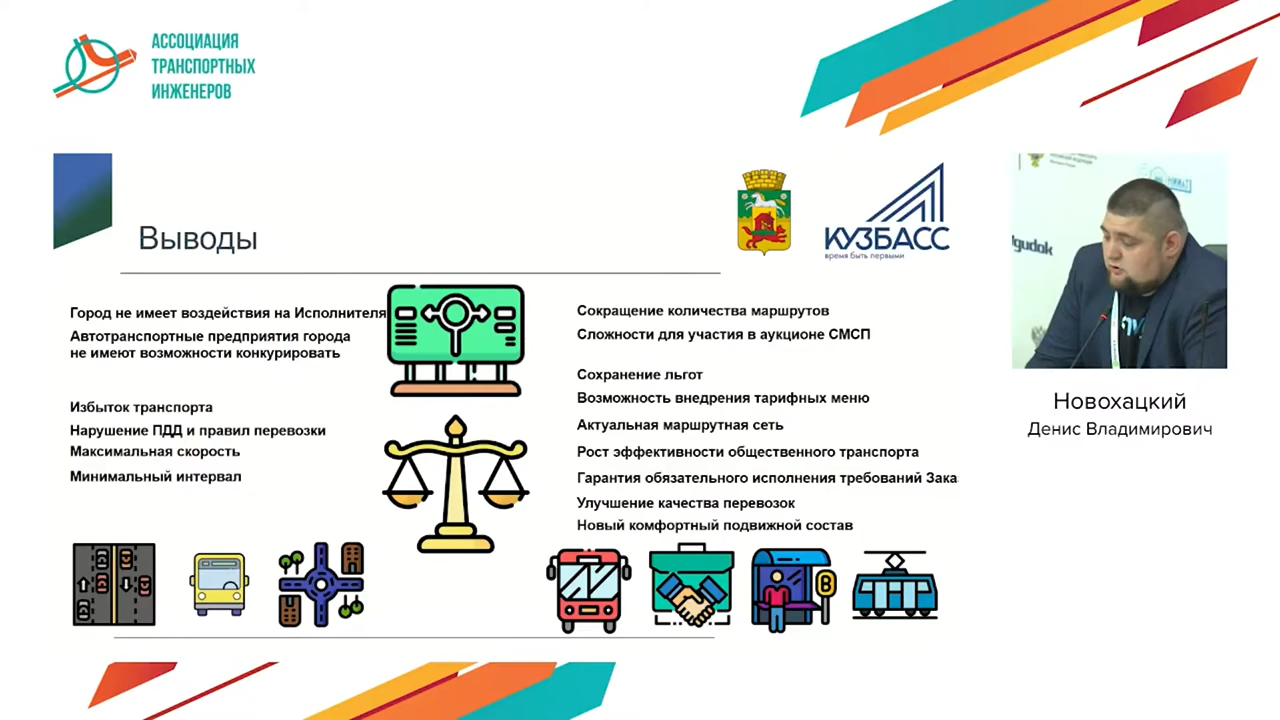 АССОЦИАЦИЯ
ТРАНСПОРТНЫХ
ИНЖЕНЕРОВ
Выводы
КУЗБАСС
время быть первыми
Город не имеет воздействия на Исполнителя
Автотранспортные предприятия города
не имеют возможности конкурировать
Избыток транспорта
Нарушение ПДД и правил перевозки
Максимальная скорость
Минимальный интервал
Сокращение количества маршрутов
Сложности для участия в аукционе СМСП
Сохранение льгот
Возможность внедрения тарифных меню
Актуальная маршрутная сеть
Рост эффективности общественного транспорта
Гарантия обязательного исполнения требований Зака
Улучшение качества перевозок
Новый комфортный подвижной состав
gudok
Новохацкий
Денис Владимирович